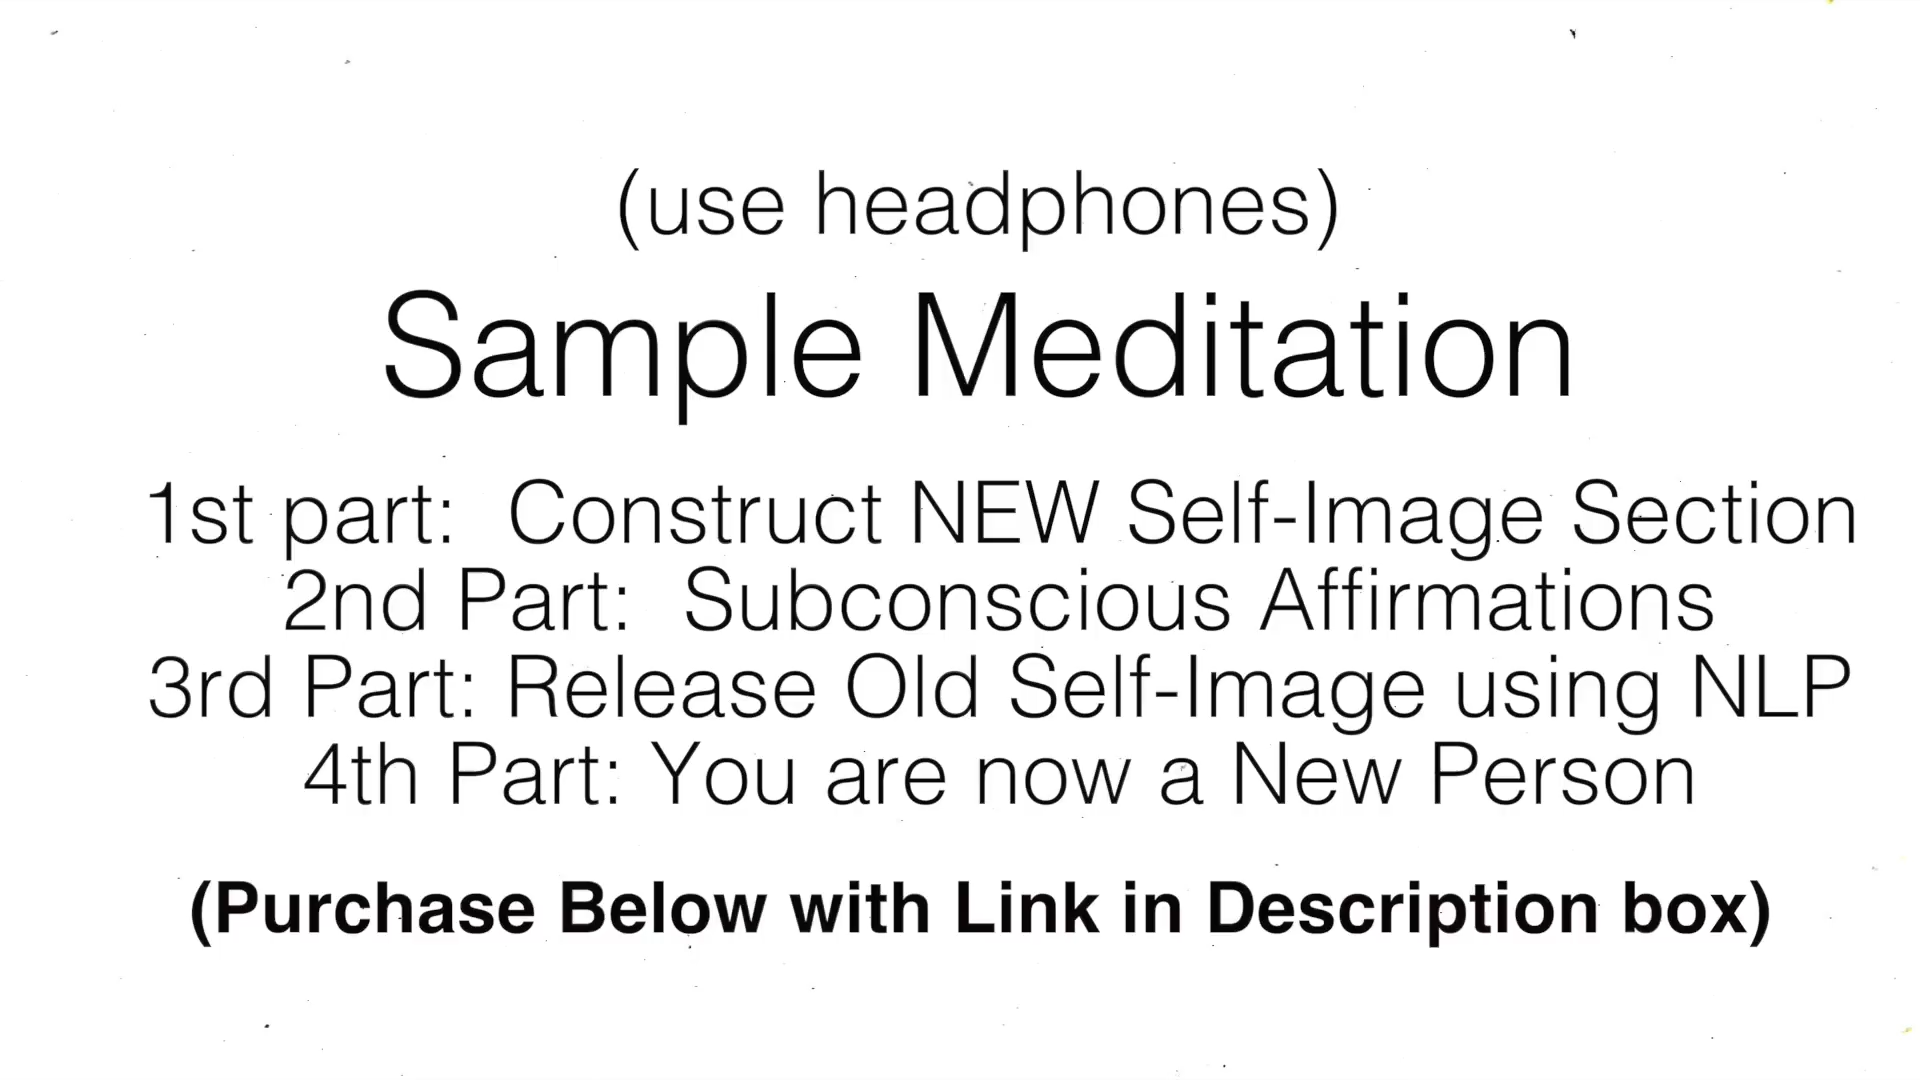 (use headphones)
Sample Meditation
1st part: Construct NEW Self-Image Section
2nd Part: Subconscious Affirmations
3rd Part: Release Old Self-Image using NLP
4th Part: You are now a New Person
(Purchase Below with Link in Description box)